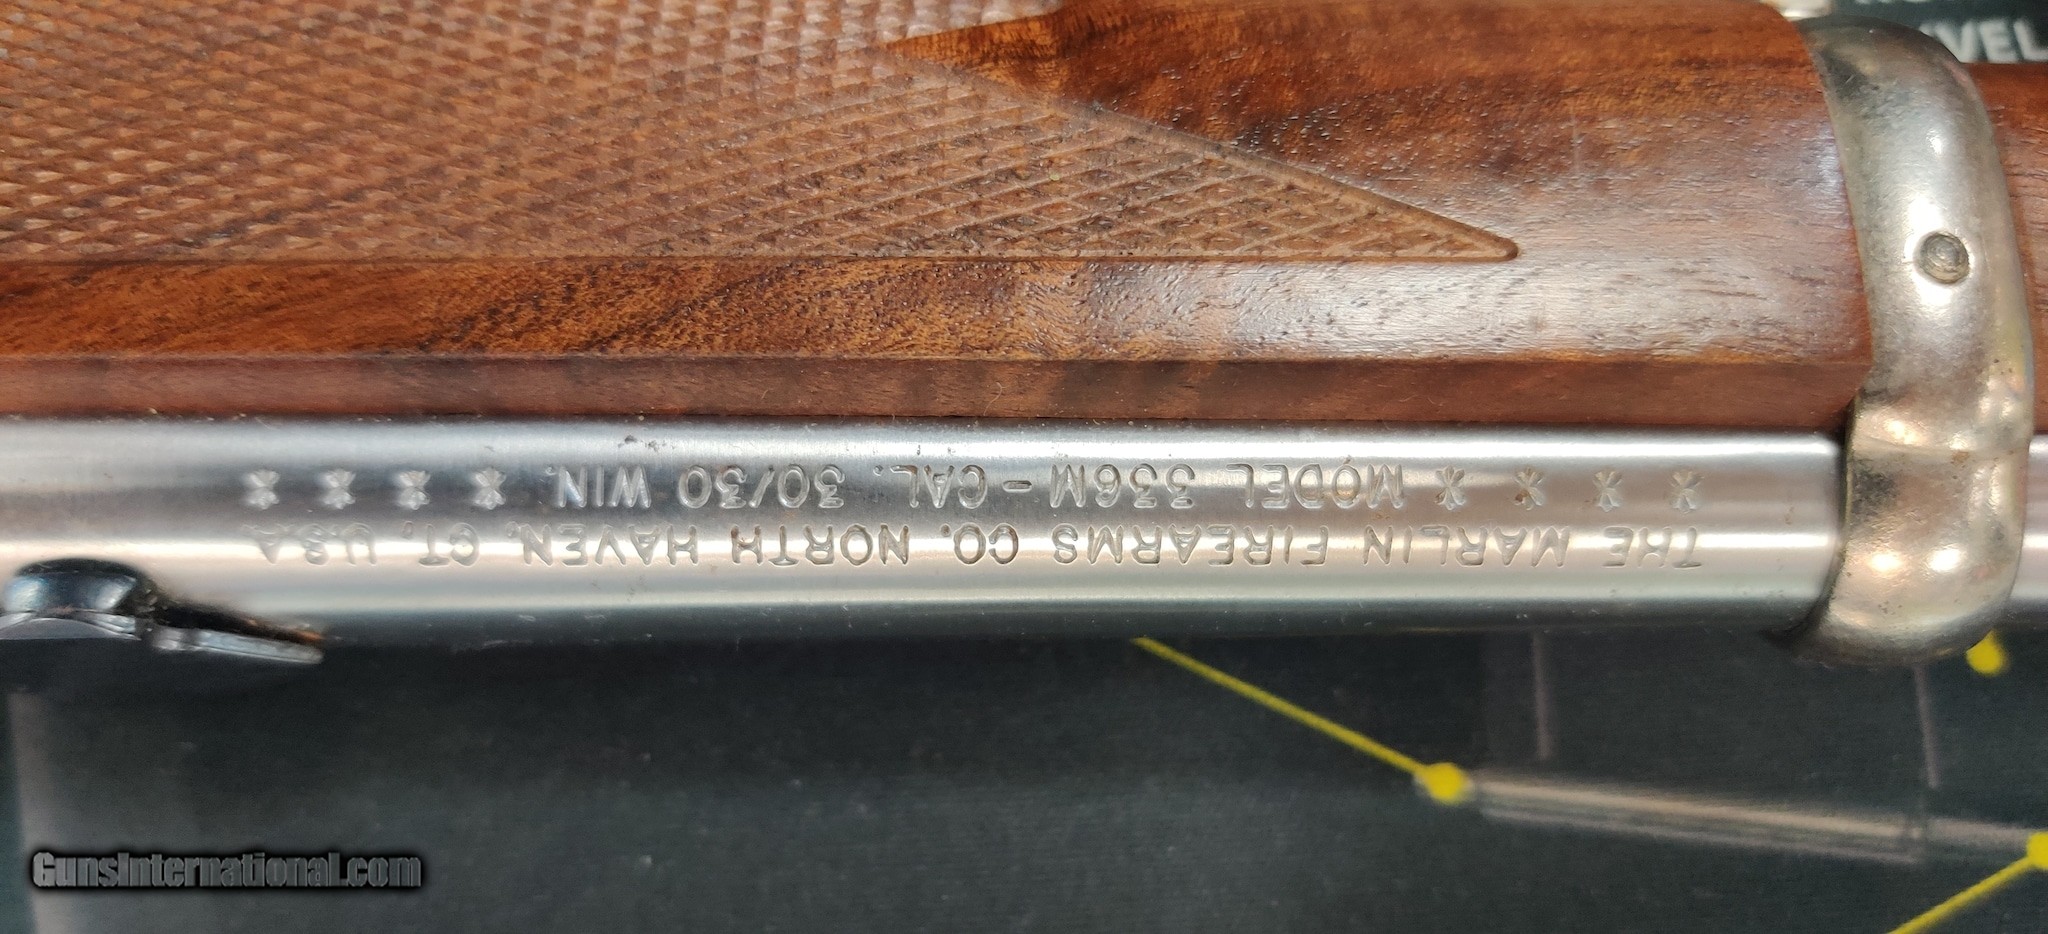 THE MARLIN FIREARMS CO. NORTH HAVEN, CT. U.S.A.
* * * * MODEL 336M - CAL. 30/30 WIN. * * * *
GunsInternational.com